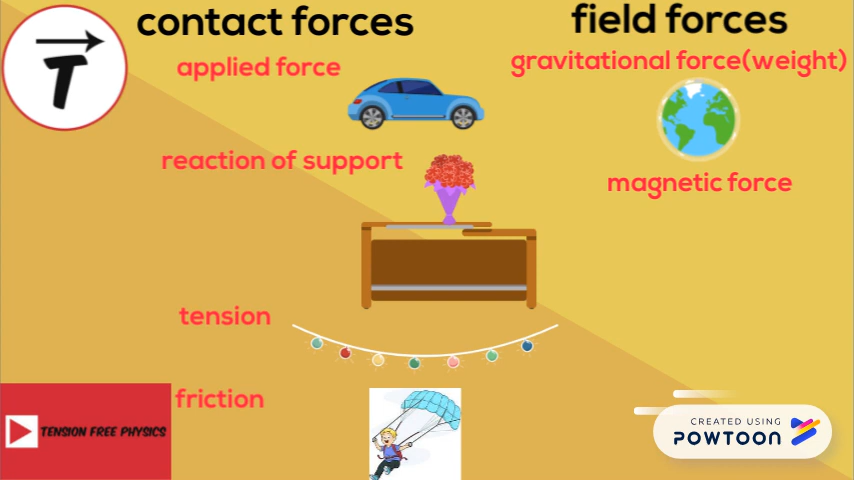 contact forces
applied force
reaction of support
tension
friction
field forces
gravitational force(weight)
magnetic force
T
TENSION FREE PHYSICS
CREATED USING
POWTOON